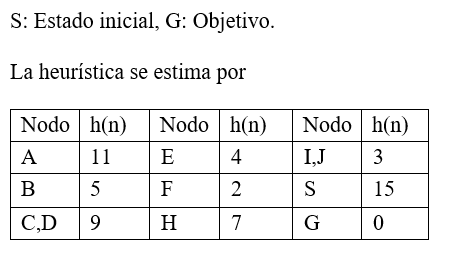 S: Estado inicial, G: Objetivo.
La heurística se estima por
Nodo h(n) Nodo h(n) Nodo h(n)
A 11 E 4 I,J 3
B 5 F 2 S 15
C,D 9 H 7 G 0